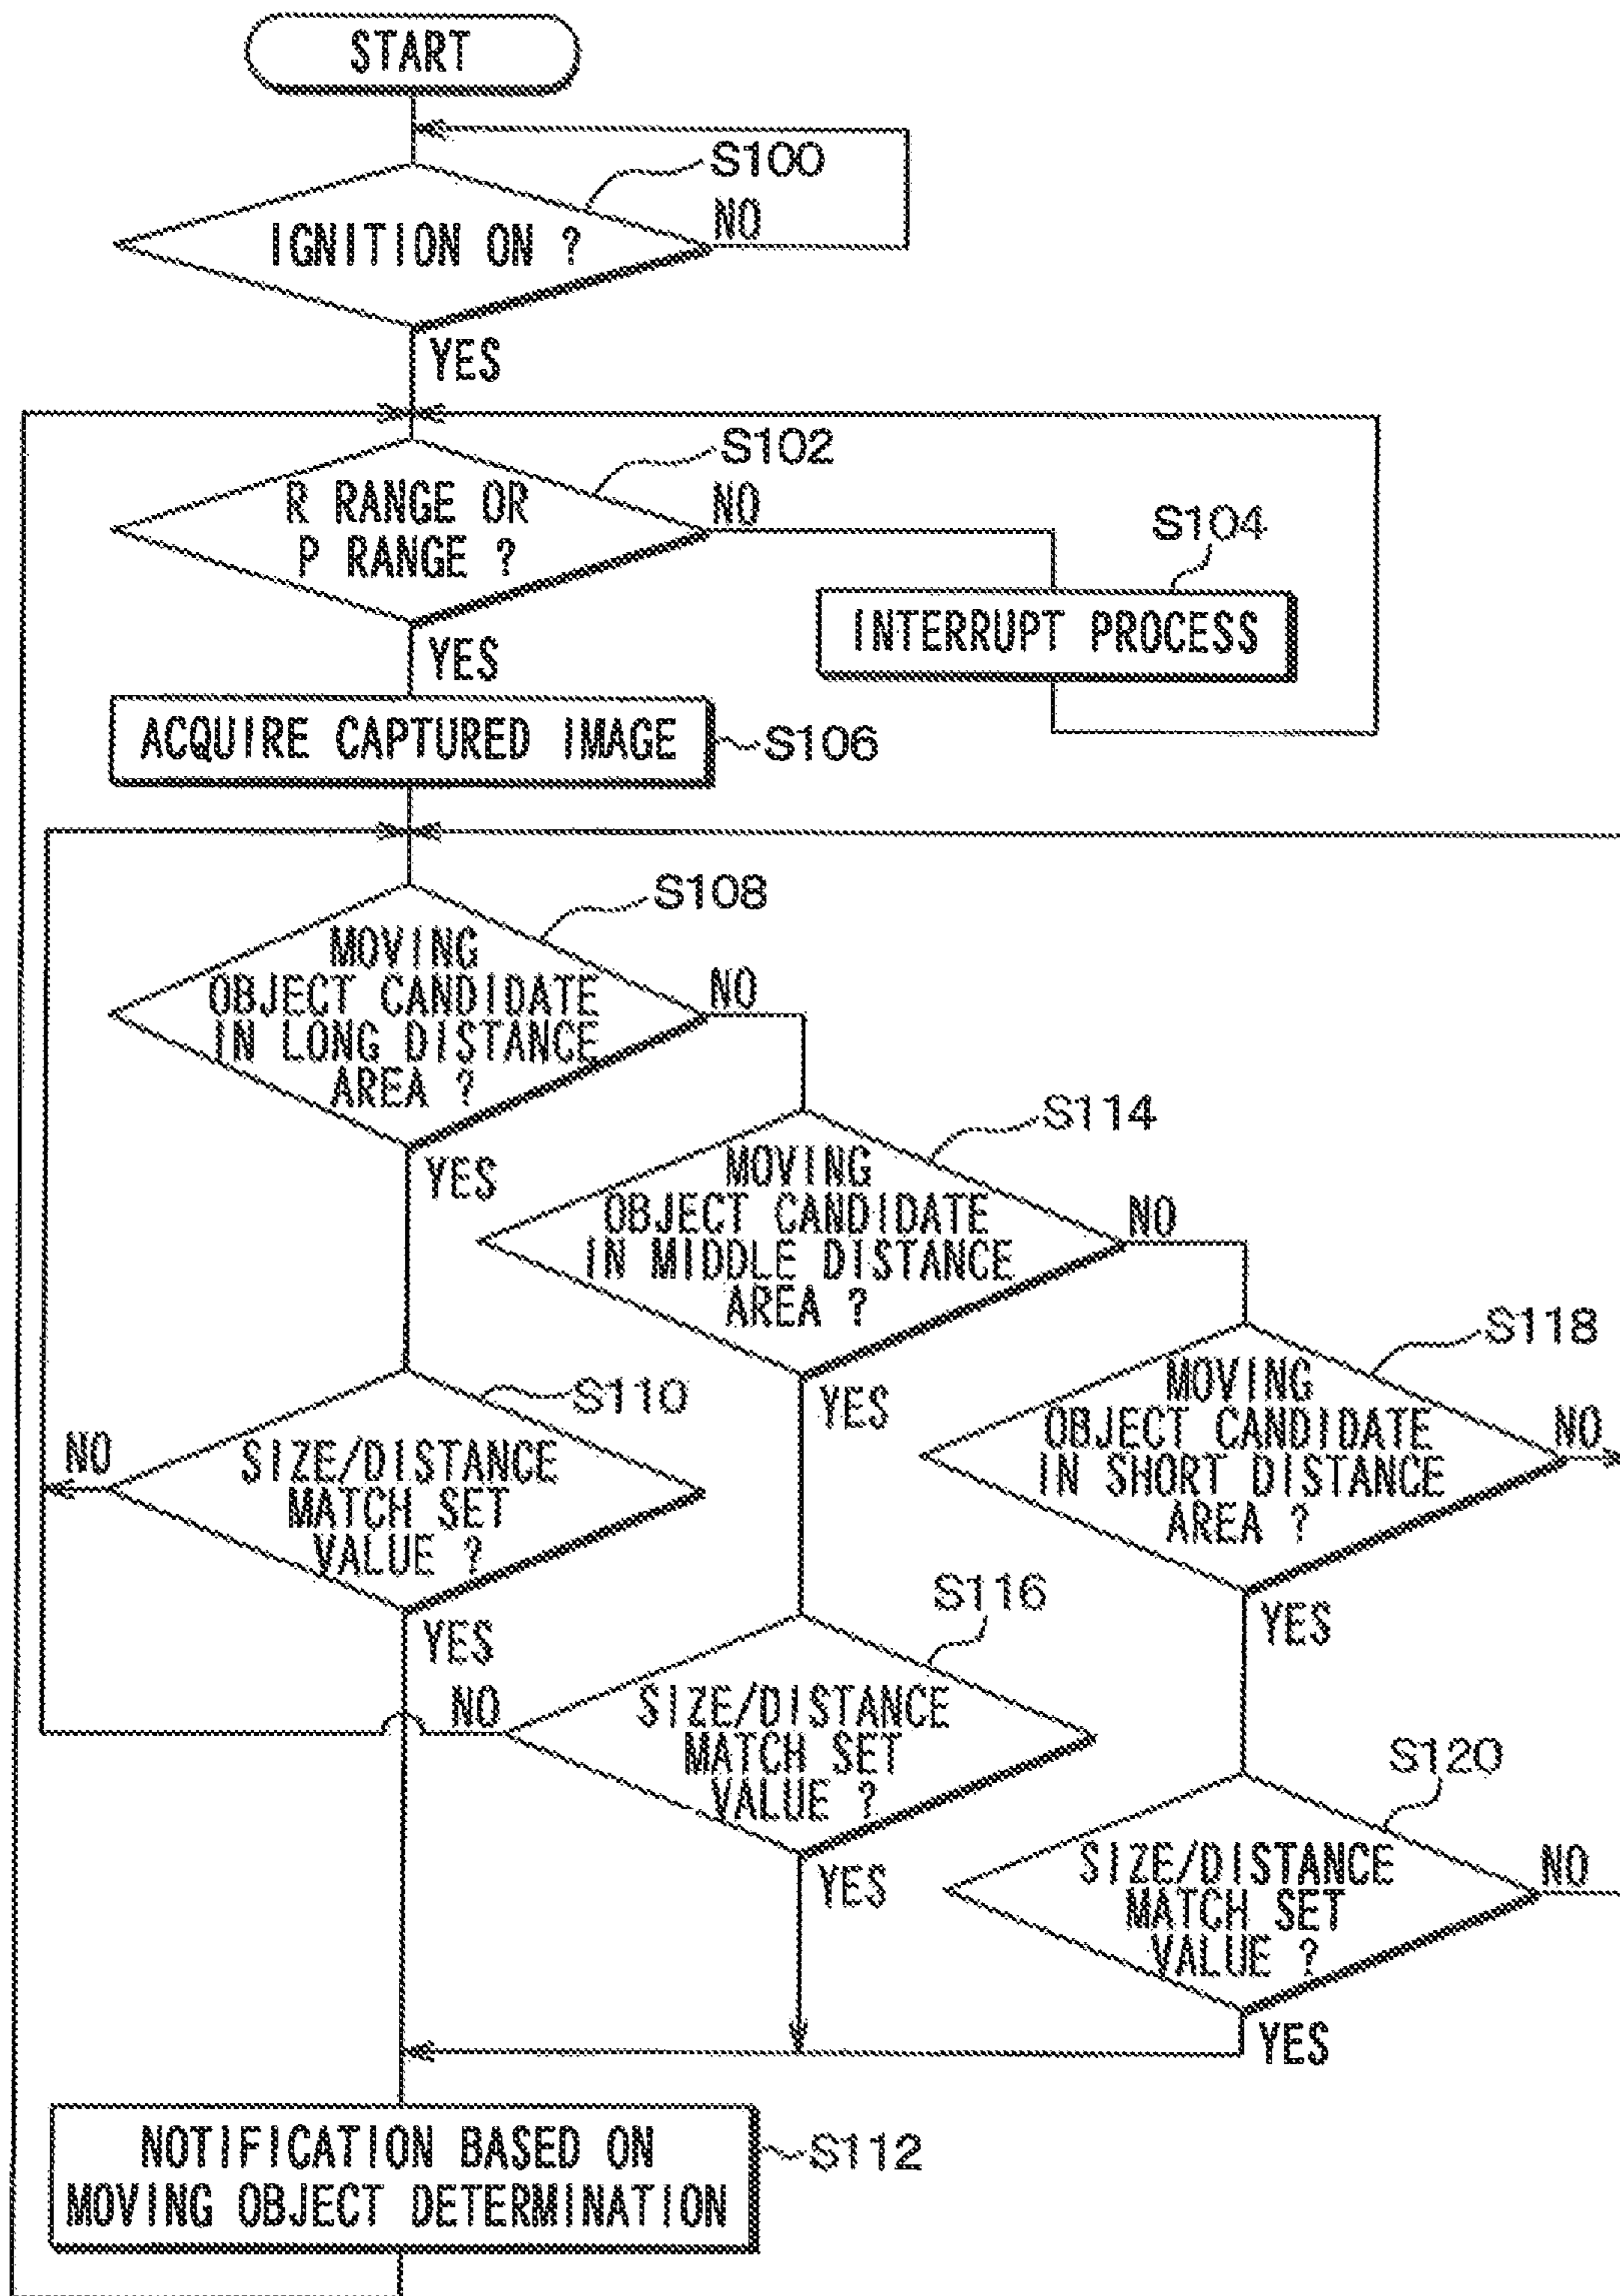 START
S100
IGNITION ON ?
NO
YES
S102
R RANGE OR
P RANGE ?
NO
S104
INTERRUPT PROCESS
YES
ACQUIRE CAPTURED IMAGE
S106
S108
MOVING
OBJECT CANDIDATE
IN LONG DISTANCE
AREA ?
NO
YES
S114
MOVING
OBJECT CANDIDATE
IN MIDDLE DISTANCE
AREA ?
NO
YES
S118
MOVING
OBJECT CANDIDATE
IN SHORT DISTANCE
AREA ?
NO
YES
S110
NO
SIZE/DISTANCE
MATCH SET
VALUE ?
YES
S116
NO
SIZE/DISTANCE
MATCH SET
VALUE ?
YES
S120
SIZE/DISTANCE
MATCH SET
VALUE ?
NO
YES
NOTIFICATION BASED ON
MOVING OBJECT DETERMINATION
S112